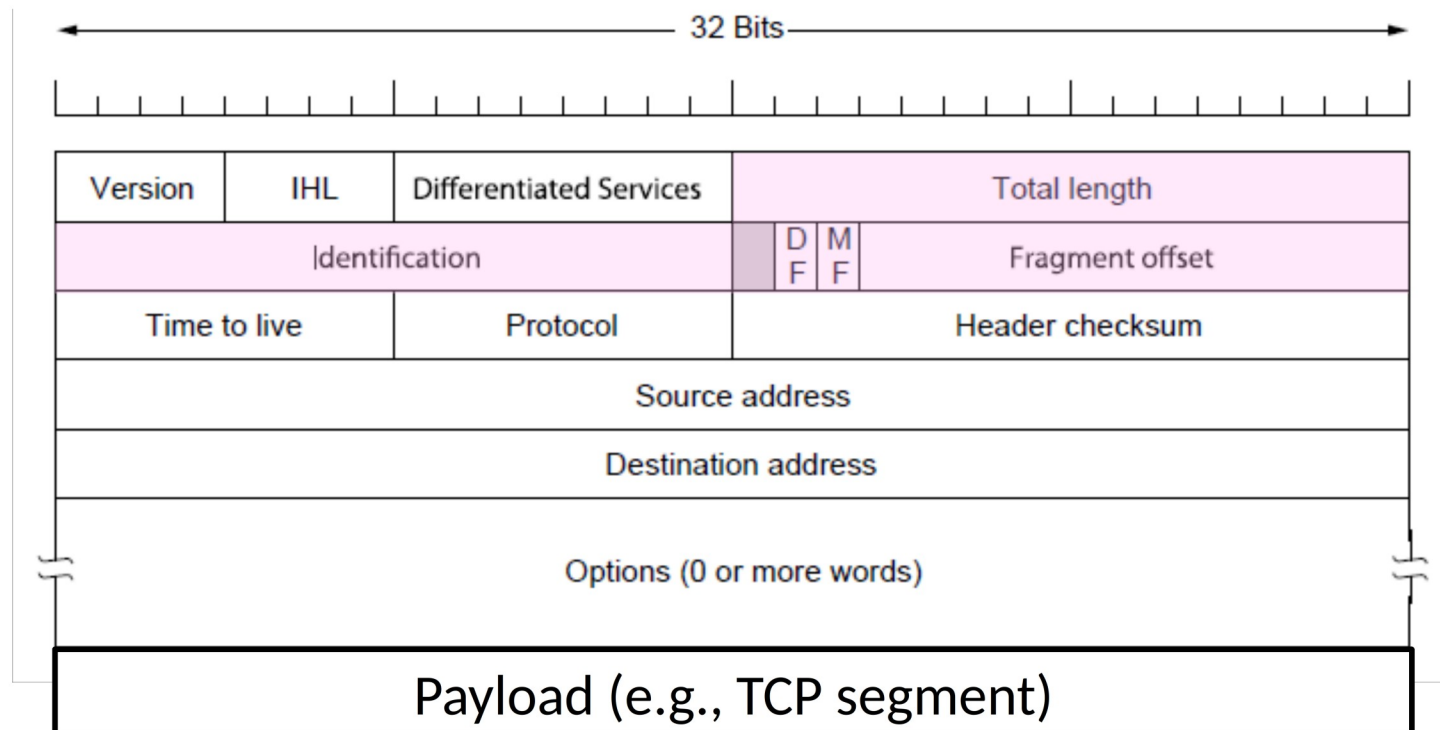 32 Bits
Version IHL Differentiated Services Total length
Identification D F M F Fragment offset
Time to live Protocol Header checksum
Source address
Destination address
Options (0 or more words)
Payload (e.g., TCP segment)